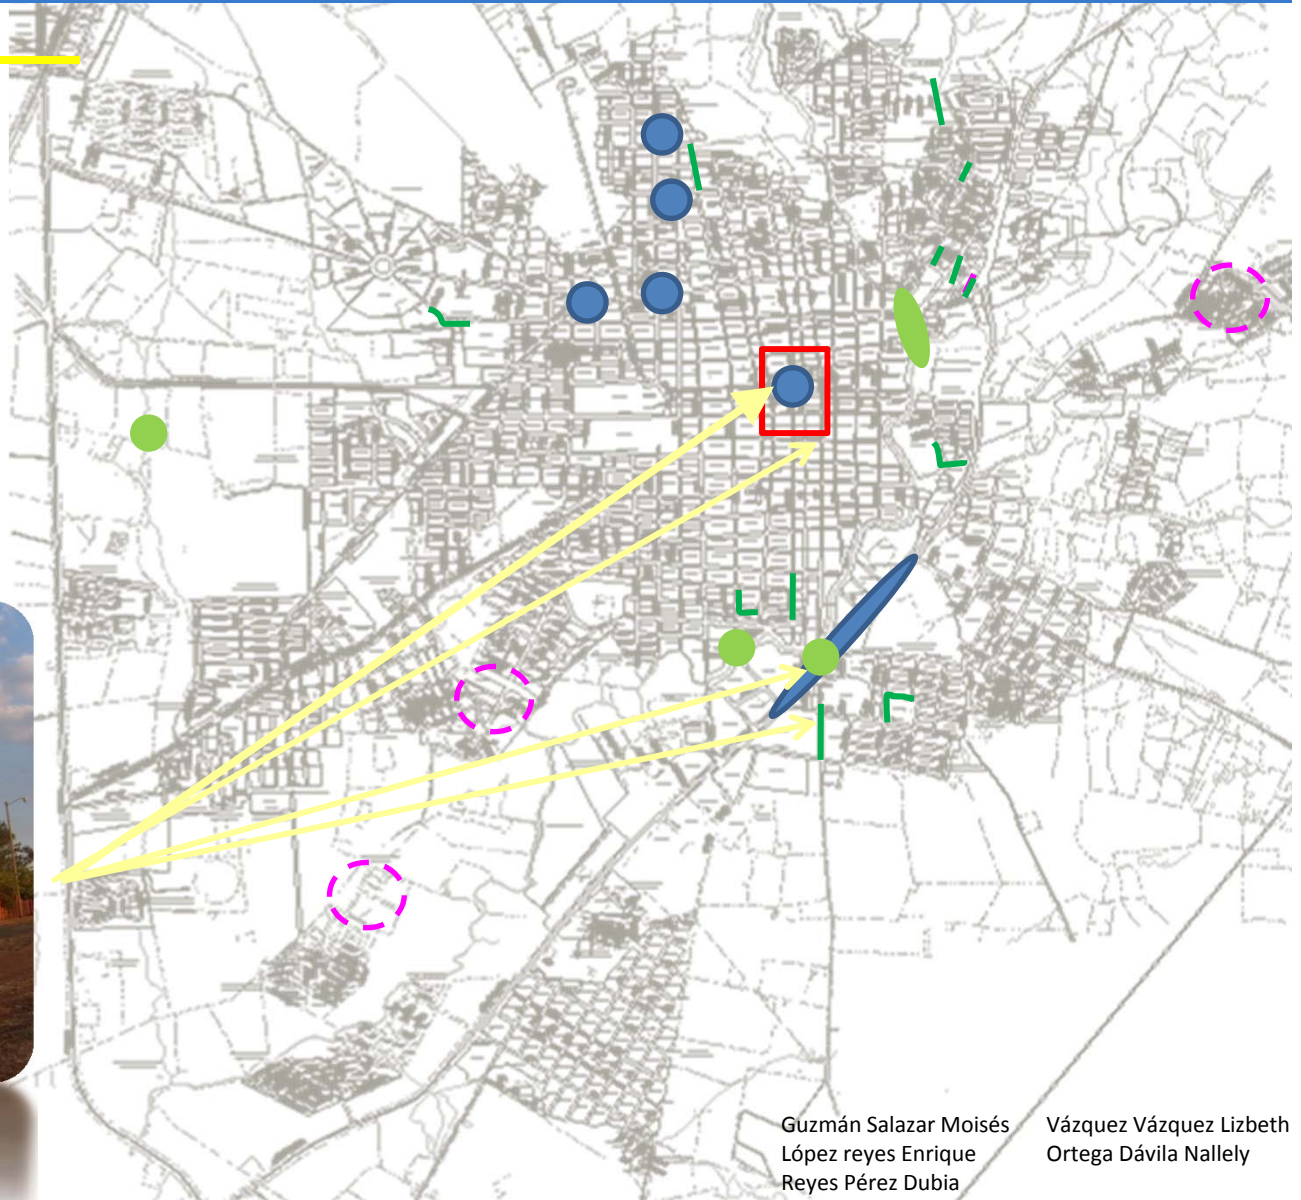 Guzmán Salazar Moisés
López reyes Enrique
Reyes Pérez Dubia
Vázquez Vázquez Lizbeth
Ortega Dávila Nallely